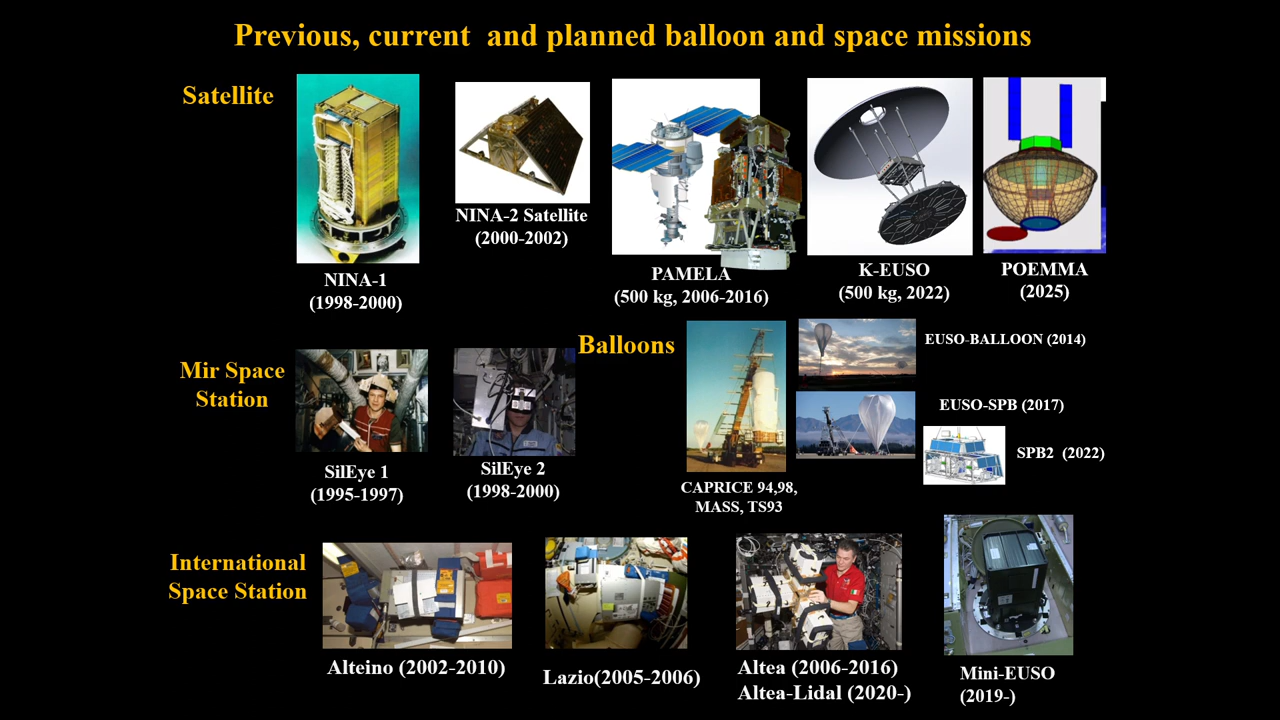 Previous, current  and planned balloon and space missions
Satellite
NINA-1
(1998-2000)
NINA-2 Satellite
(2000-2002)
PAMELA
(500 kg, 2006-2016)
K-EUSO
(500 kg, 2022)
POEMMA
(2025)
Mir Space
Station
SilEye 1
(1995-1997)
SilEye 2
(1998-2000)
Balloons
CAPRICE 94,98,
MASS, TS93
EUSO-BALLOON (2014)
EUSO-SPB (2017)
SPB2  (2022)
International
Space Station
Alteino (2002-2010)
Lazio(2005-2006)
Altea (2006-2016)
Altea-Lidal (2020-)
Mini-EUSO
(2019-)